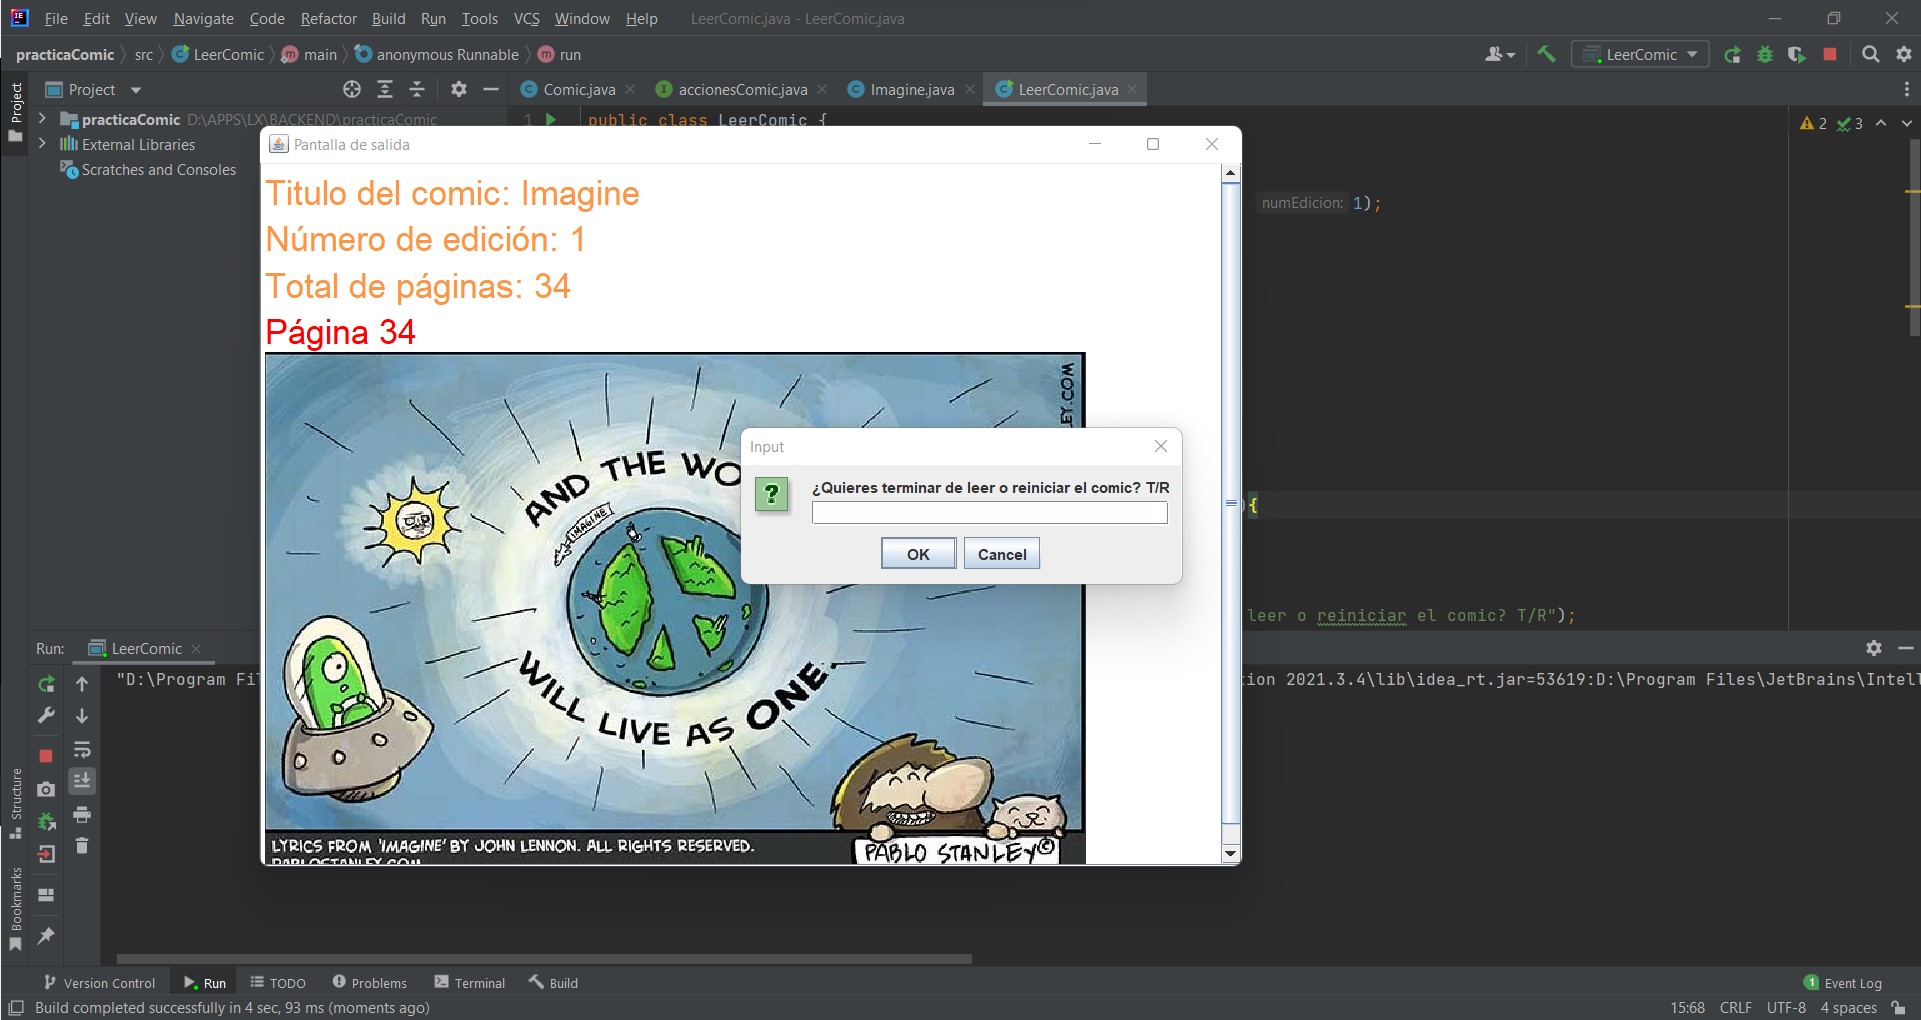 File Edit View Navigate Code Refactor Build Run Tools VCS Window Help LeerComic.java - LeerComic.java
practicaComic src LeerComic main anonymous Runnable run LeerComic
Project
Project Comic.java accionesComic.java Imagine.java LeerComic.java
practicaComic D:\APPS\LX\BACKEND\practicaComic
External Libraries
Scratches and Consoles
1 public class LeerComic {
2 3
numEdicion: 1);
){
leer o reiniciar el comic? T/R");
Pantalla de salida
Titulo del comic: Imagine
Número de edición: 1
Total de páginas: 34
Página 34
EY.COM
AND THE WO
IMAGINE
WILL LIVE AS ONE.
LYRICS FROM 'IMAGINE' BY JOHN LENNON. ALL RIGHTS RESERVED.
PABLOSTANLEY.COM
PABLO STANLEY©
Input
¿Quieres terminar de leer o reiniciar el comic? T/R
OK Cancel
Run: LeerComic
"D:\Program Fi
tion 2021.3.4\lib\idea_rt.jar=53619:D:\Program Files\JetBrains\Intell
Structure
Bookmarks
Version Control Run TODO Problems Terminal Build 1 Event Log
Build completed successfully in 4 sec, 93 ms (moments ago) 15:68 CRLF UTF-8 4 spaces